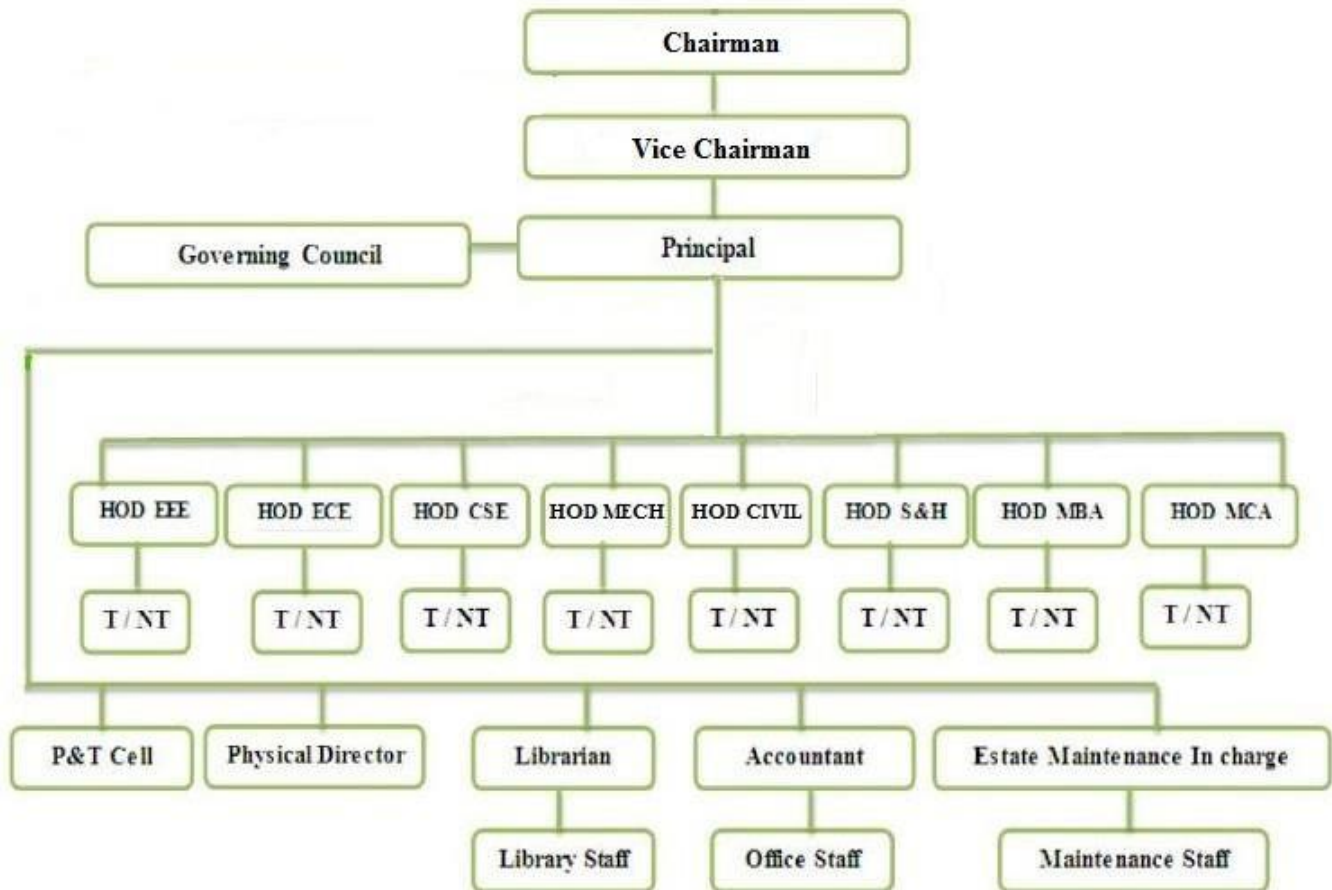 Chairman
Vice Chairman
Governing Council
Principal
HOD EEE
HOD ECE
HOD CSE
HOD MECH
HOD CIVIL
HOD S&H
HOD MBA
HOD MCA
T / NT
T / NT
T / NT
T / NT
T / NT
T / NT
T / NT
T / NT
P&T Cell
Physical Director
Librarian
Accountant
Estate Maintenance In charge
Library Staff
Office Staff
Maintenance Staff